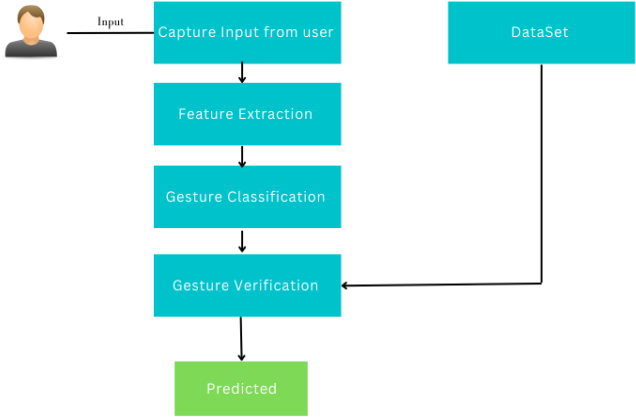 Input
Capture Input from user
DataSet
Feature Extraction
Gesture Classification
Gesture Verification
Predicted